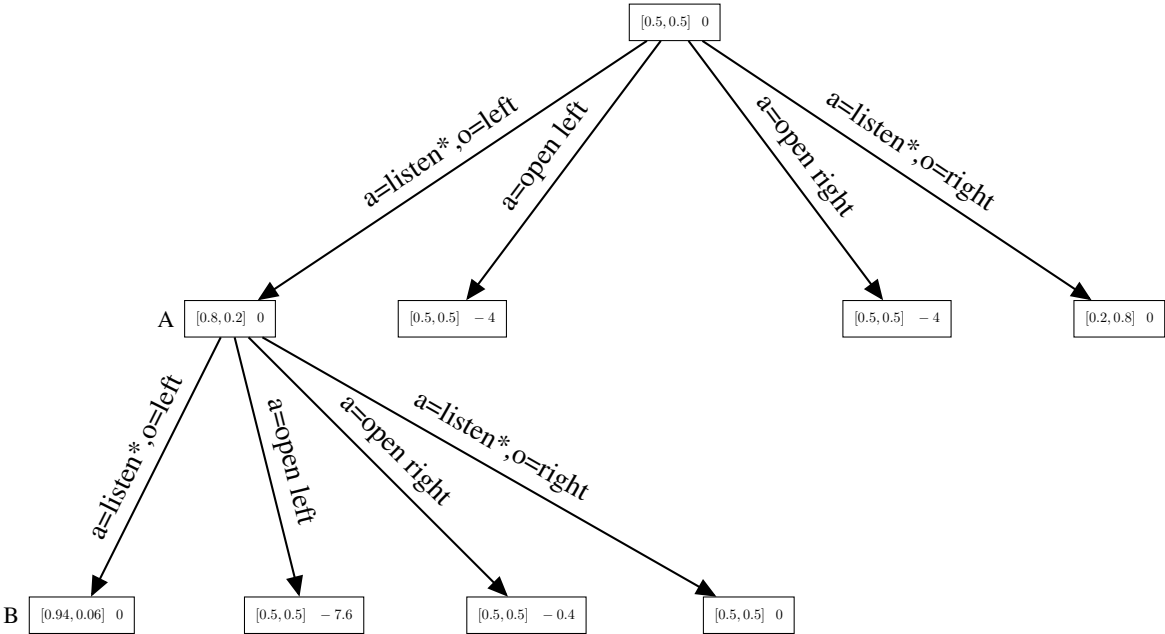 [0.5, 0.5] 0
a=listen*,o=left
a=open left
a=open right
a=listen*,o=right
A
[0.8, 0.2] 0
[0.5, 0.5] − 4
[0.5, 0.5] − 4
[0.2, 0.8] 0
a=listen*,o=left
a=open left
a=open right
a=listen*,o=right
B
[0.94, 0.06] 0
[0.5, 0.5] − 7.6
[0.5, 0.5] − 0.4
[0.5, 0.5] 0